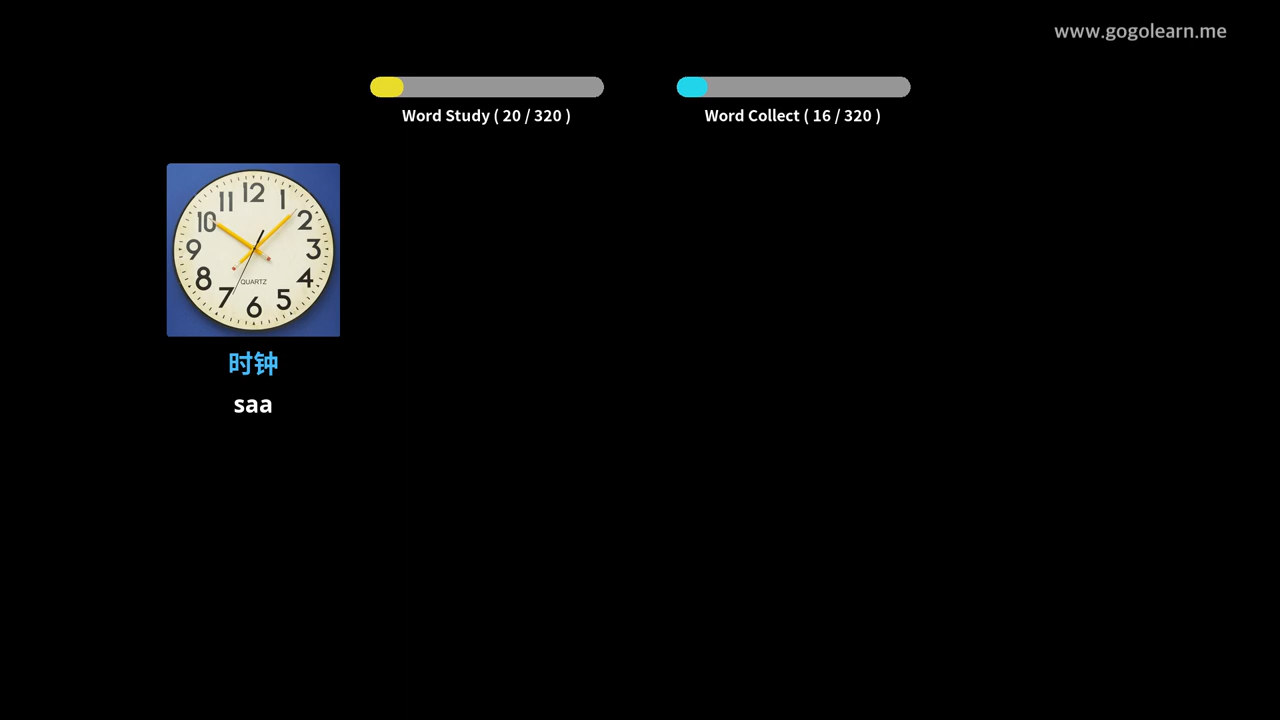 www.gogolearn.me
Word Study ( 20 / 320 )
Word Collect ( 16 / 320 )
12
11
1
10
2
9
3
8
4
7
5
6
QUARTZ
时钟
saa